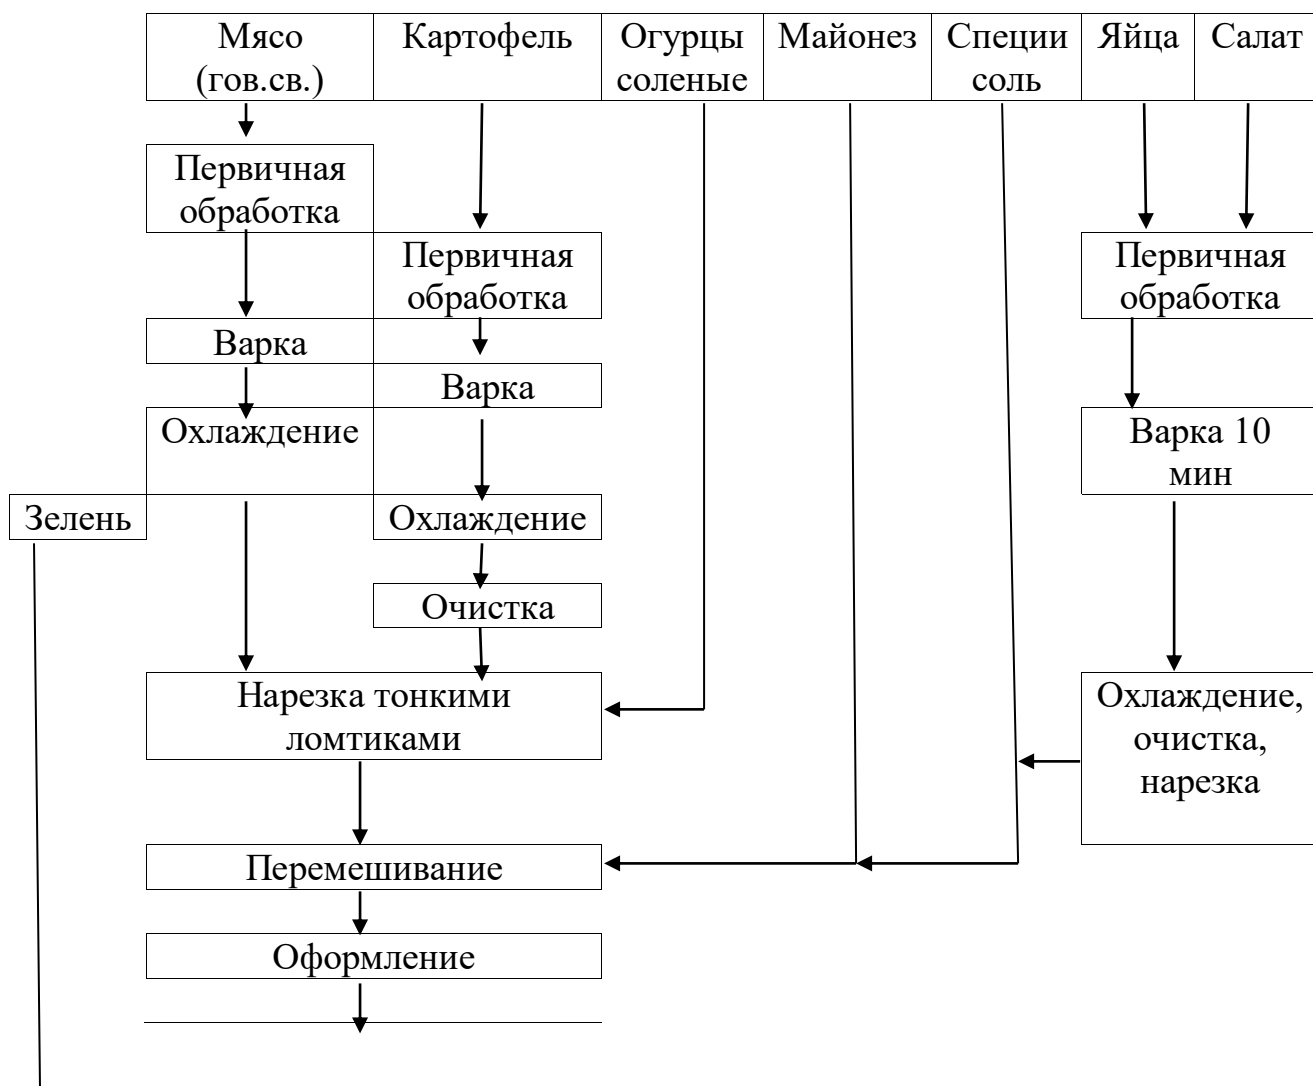 Мясо
(гов.св.)
Картофель
Огурцы
соленые
Майонез
Специи
соль
Яйца
Салат
Первичная
обработка
Первичная
обработка
Первичная
обработка
Варка
Варка
Охлаждение
Варка 10
мин
Зелень
Охлаждение
Очистка
Нарезка тонкими
ломтиками
Охлаждение,
очистка,
нарезка
Перемешивание
Оформление